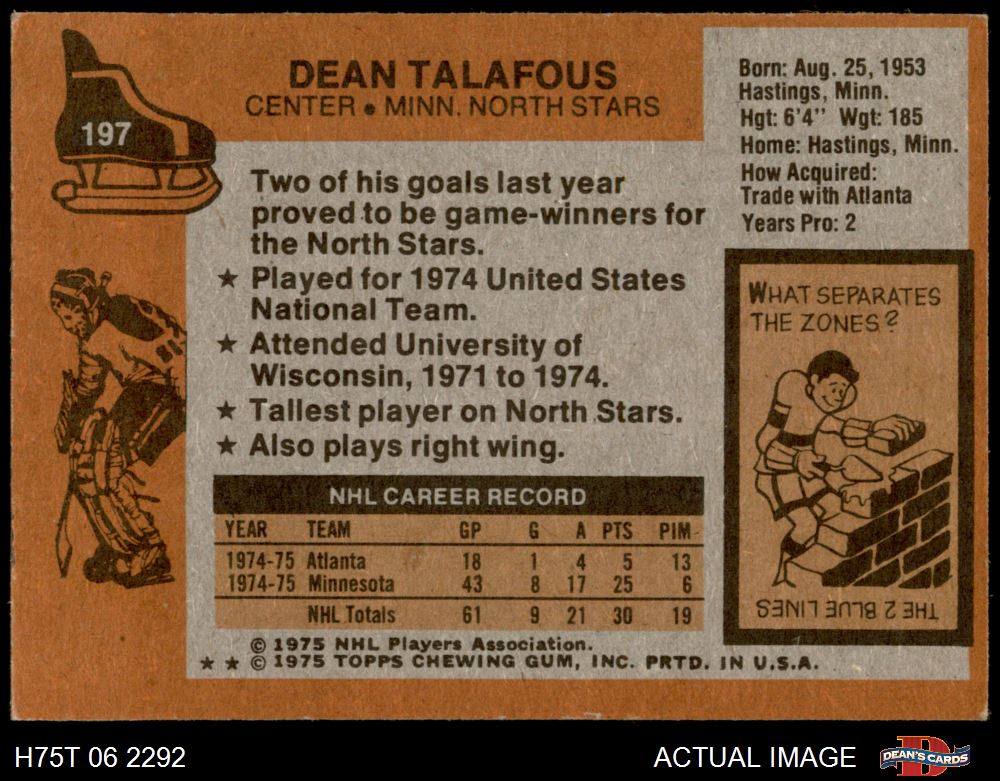 197
DEAN TALAFOUS
CENTER • MINN. NORTH STARS
Born: Aug. 25, 1953
Hastings, Minn.
Hgt: 6'4" Wgt: 185
Home: Hastings, Minn.
How Acquired:
Trade with Atlanta
Years Pro: 2
Two of his goals last year
proved to be game-winners for
the North Stars.
★ Played for 1974 United States
National Team.
★ Attended University of
Wisconsin, 1971 to 1974.
★ Tallest player on North Stars.
★ Also plays right wing.
WHAT SEPARATES
THE ZONES?
THE 2 BLUE LINES
NHL CAREER RECORD
YEAR TEAM GP G A PTS PIM
1974-75 Atlanta 18 1 4 5 13
1974-75 Minnesota 43 8 17 25 6
NHL Totals 61 9 21 30 19
© 1975 NHL Players Association.
★ ★ © 1975 TOPPS CHEWING GUM, INC. PRTD. IN U.S.A.
H75T 06 2292
ACTUAL IMAGE
DEAN'S CARDS